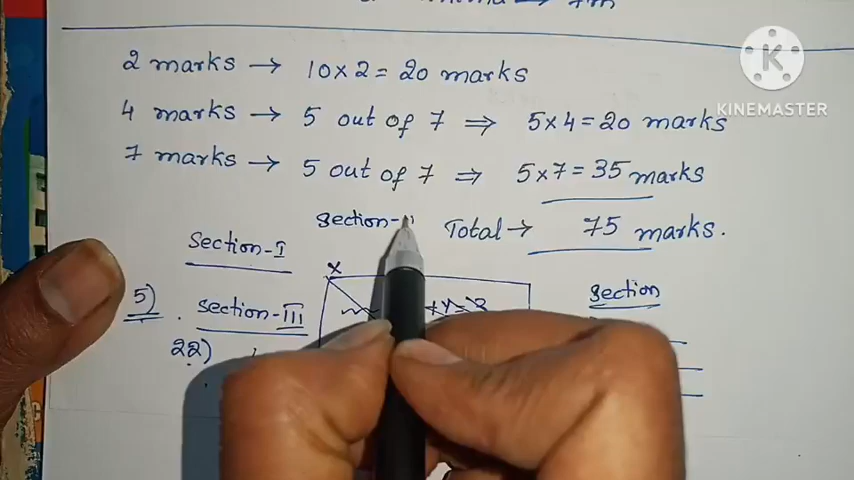 2 marks → 10×2 = 20 marks
4 marks → 5 out of 7 ⇒ 5×4 = 20 marks
7 marks → 5 out of 7 ⇒ 5×7 = 35 marks
Total → 75 marks.
Section-I
Section-
5) . Section-III
22)
x
Section
K
KINEMASTER